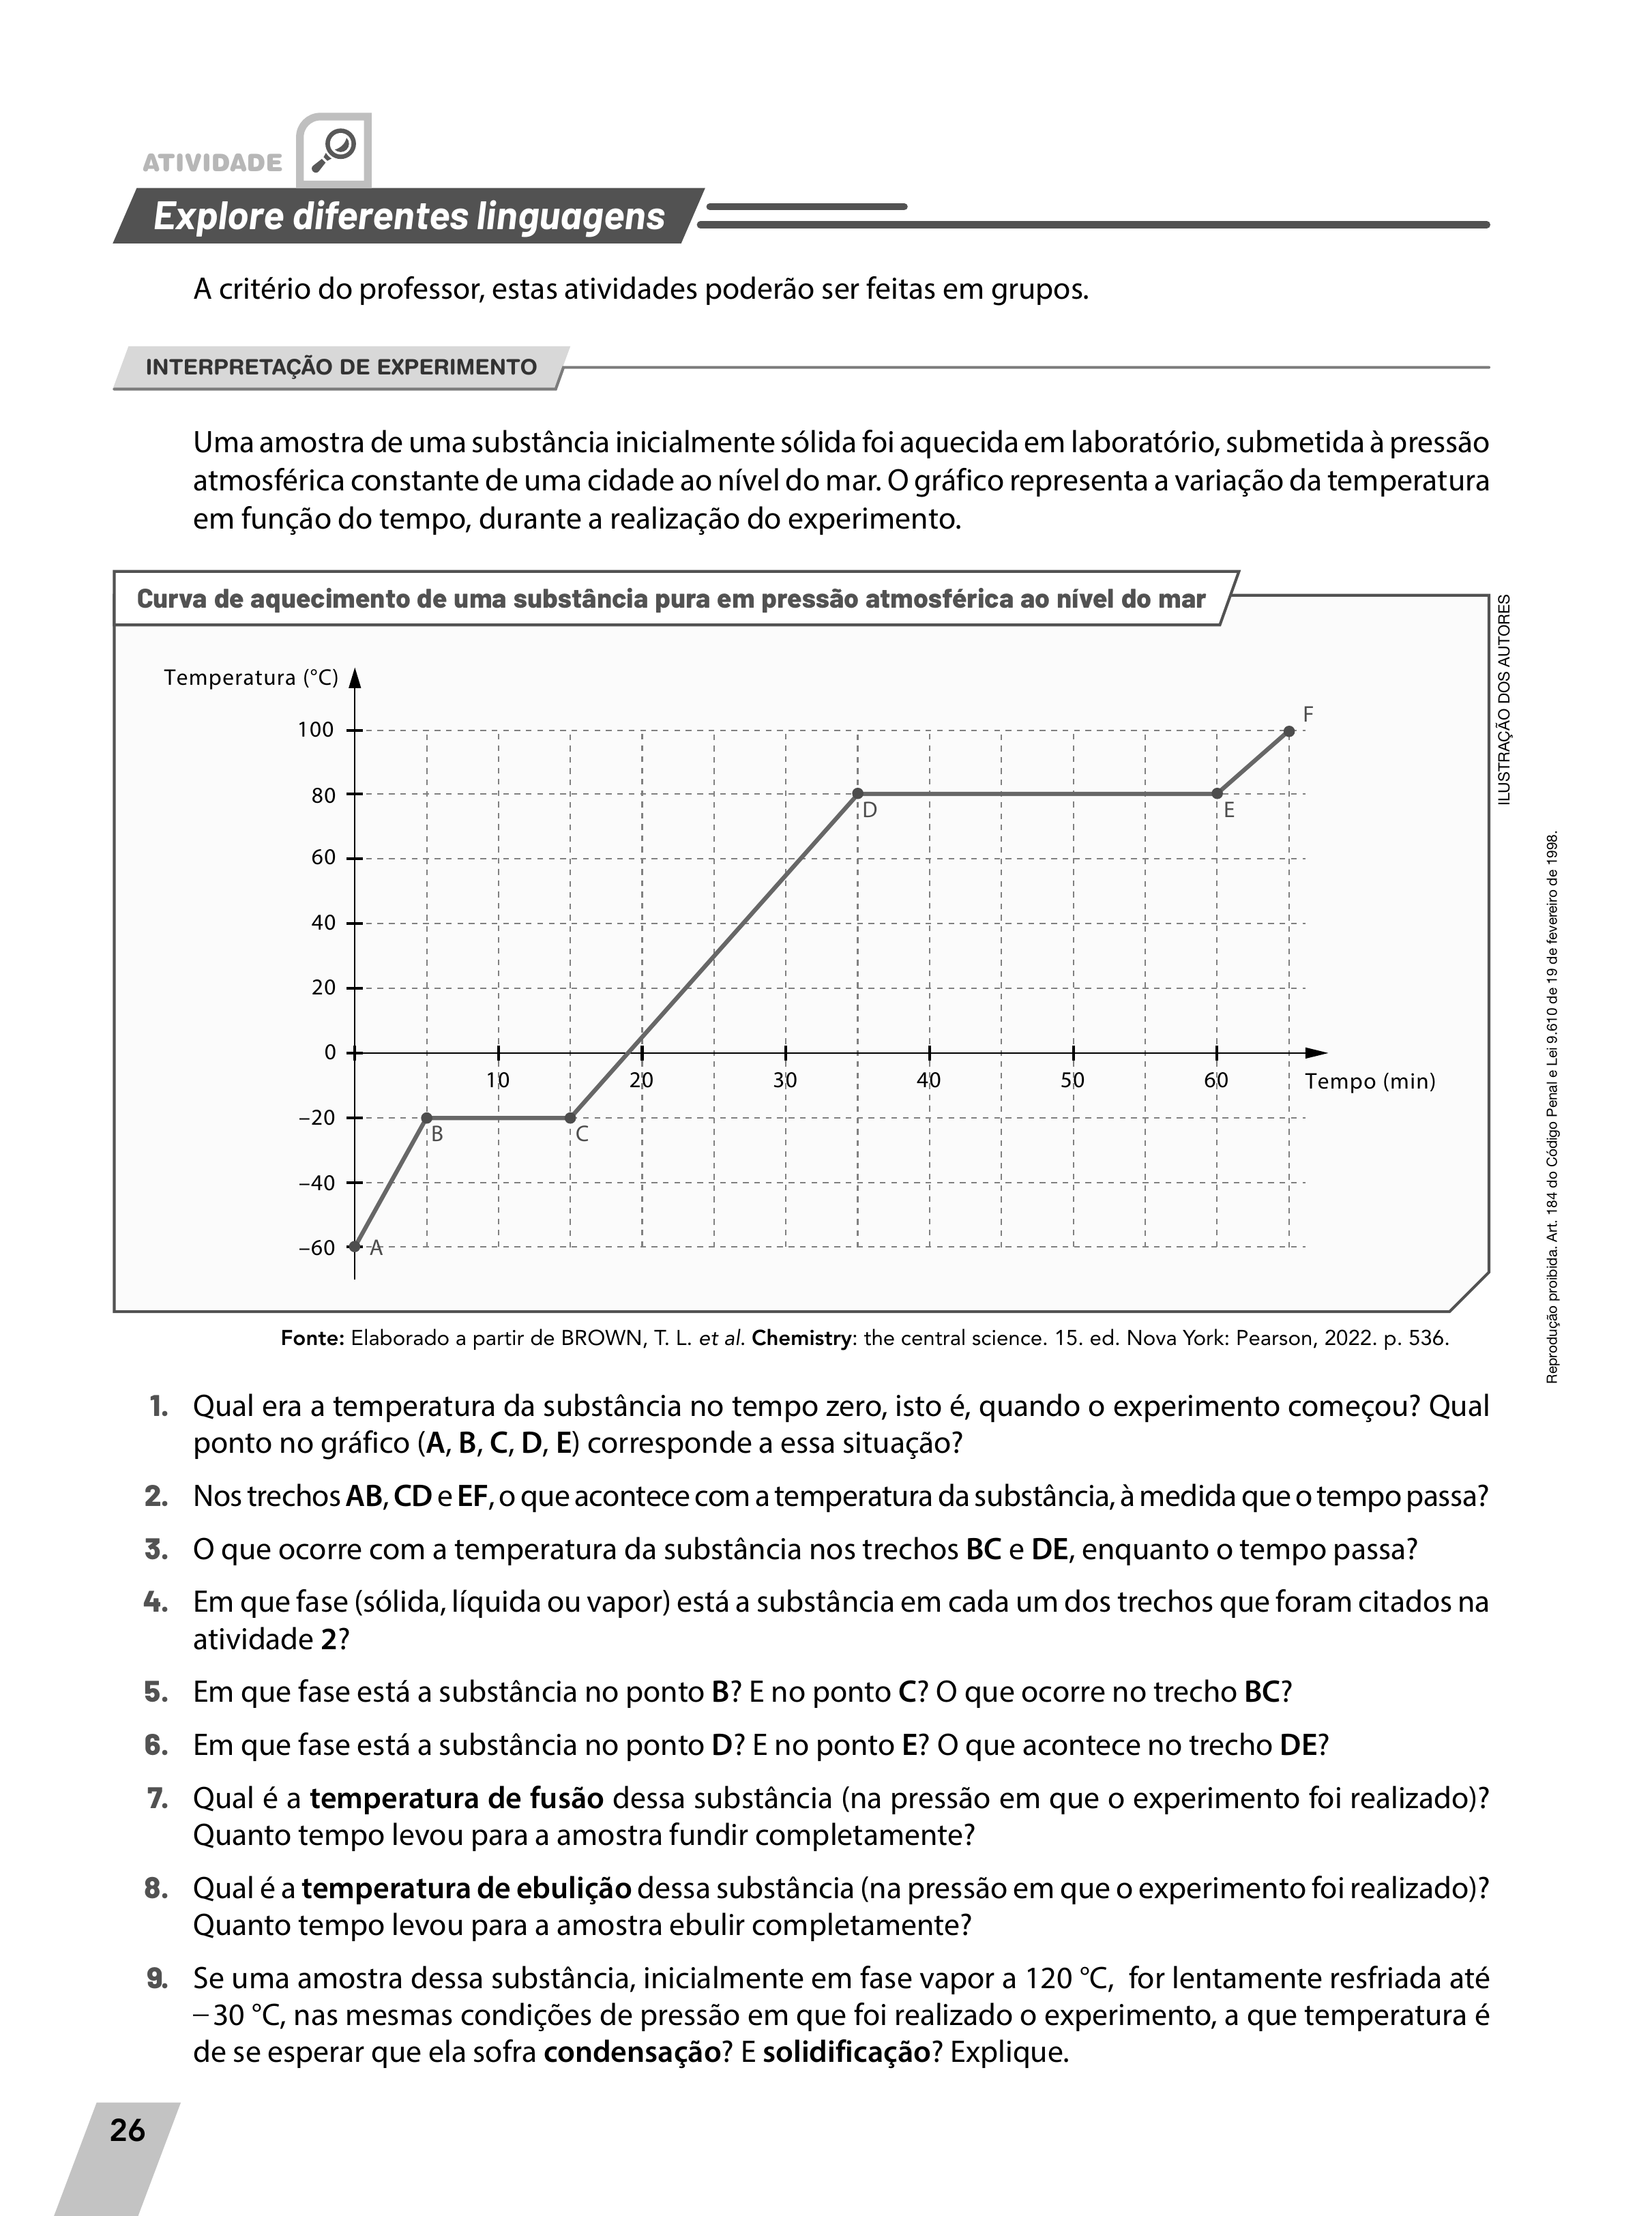 ATIVIDADE
Explore diferentes linguagens
A critério do professor, estas atividades poderão ser feitas em grupos.
INTERPRETAÇÃO DE EXPERIMENTO
Uma amostra de uma substância inicialmente sólida foi aquecida em laboratório, submetida à pressão
atmosférica constante de uma cidade ao nível do mar. O gráfico representa a variação da temperatura
em função do tempo, durante a realização do experimento.
Curva de aquecimento de uma substância pura em pressão atmosférica ao nível do mar
Temperatura (°C)
F
100
80
D
E
60
40
20
0
10 20 30 40 50 60 Tempo (min)
–20
B
C
–40
–60
A
ILUSTRAÇÃO DOS AUTORES
Reprodução proibida. Art. 184 do Código Penal e Lei 9.610 de 19 de fevereiro de 1998.
Fonte: Elaborado a partir de BROWN, T. L. et al. Chemistry: the central science. 15. ed. Nova York: Pearson, 2022. p. 536.
1. Qual era a temperatura da substância no tempo zero, isto é, quando o experimento começou? Qual
ponto no gráfico (A, B, C, D, E) corresponde a essa situação?
2. Nos trechos AB, CD e EF, o que acontece com a temperatura da substância, à medida que o tempo passa?
3. O que ocorre com a temperatura da substância nos trechos BC e DE, enquanto o tempo passa?
4. Em que fase (sólida, líquida ou vapor) está a substância em cada um dos trechos que foram citados na
atividade 2?
5. Em que fase está a substância no ponto B? E no ponto C? O que ocorre no trecho BC?
6. Em que fase está a substância no ponto D? E no ponto E? O que acontece no trecho DE?
7. Qual é a temperatura de fusão dessa substância (na pressão em que o experimento foi realizado)?
Quanto tempo levou para a amostra fundir completamente?
8. Qual é a temperatura de ebulição dessa substância (na pressão em que o experimento foi realizado)?
Quanto tempo levou para a amostra ebulir completamente?
9. Se uma amostra dessa substância, inicialmente em fase vapor a 120 °C, for lentamente resfriada até
–30 °C, nas mesmas condições de pressão em que foi realizado o experimento, a que temperatura é
de se esperar que ela sofra condensação? E solidificação? Explique.
26